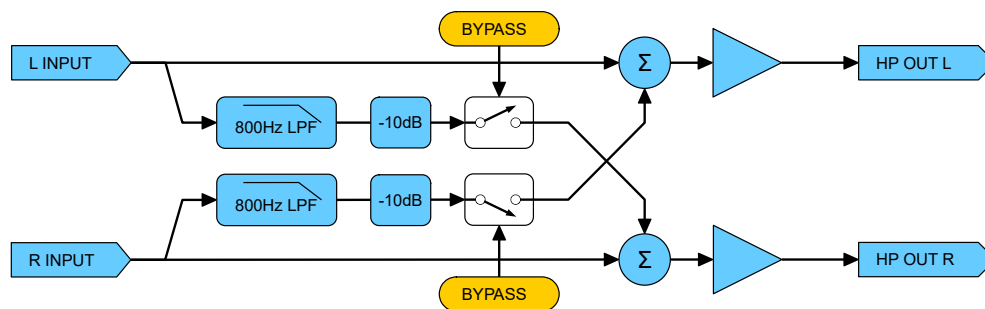 BYPASS
L INPUT
Σ
HP OUT L
800Hz LPF
-10dB
800Hz LPF
-10dB
R INPUT
Σ
HP OUT R
BYPASS